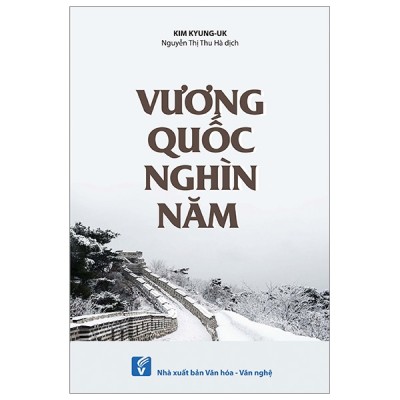 KIM KYUNG-UK
Nguyễn Thị Thu Hà dịch
VƯƠNG
QUỐC
NGHÌN
NĂM
Nhà xuất bản Văn hóa - Văn nghệ